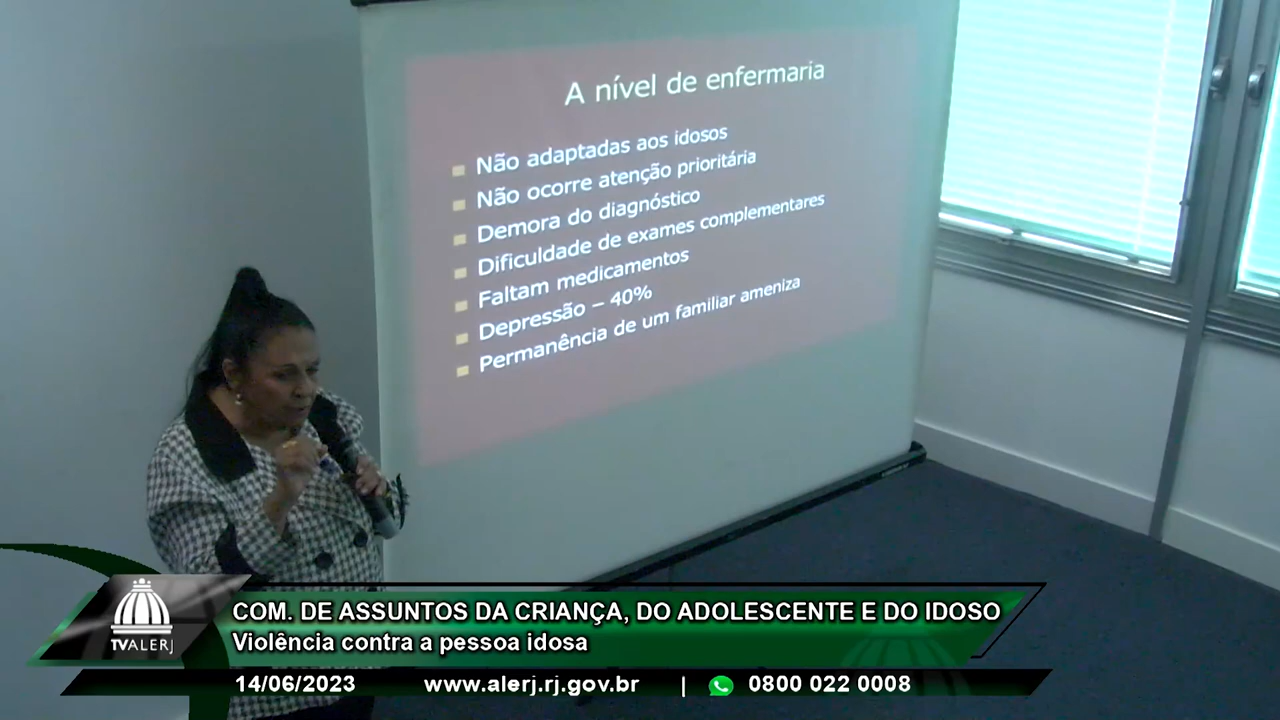 A nível de enfermaria
Não adaptadas aos idosos
Não ocorre atenção prioritária
Demora do diagnóstico
Dificuldade de exames complementares
Faltam medicamentos
Depressão – 40%
Permanência de um familiar ameniza
COM. DE ASSUNTOS DA CRIANÇA, DO ADOLESCENTE E DO IDOSO
Violência contra a pessoa idosa
TVALERJ
14/06/2023 www.alerj.rj.gov.br | 0800 022 0008